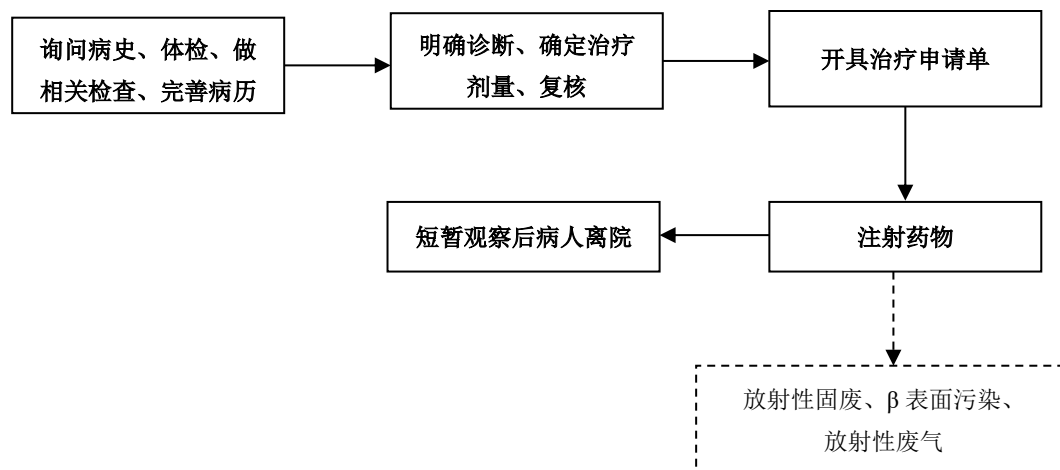 询问病史、体检、做
相关检查、完善病历
明确诊断、确定治疗
剂量、复核
开具治疗申请单
短暂观察后病人离院
注射药物
放射性固废、β 表面污染、
放射性废气